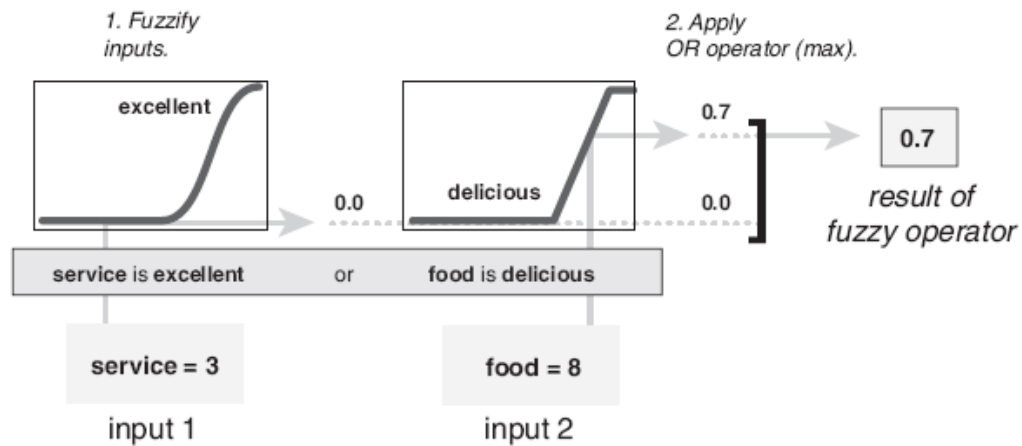 1. Fuzzify
inputs.
2. Apply
OR operator (max).
excellent
delicious
0.0
0.7
0.0
0.7
result of
fuzzy operator
service is excellent or food is delicious
service = 3
food = 8
input 1
input 2